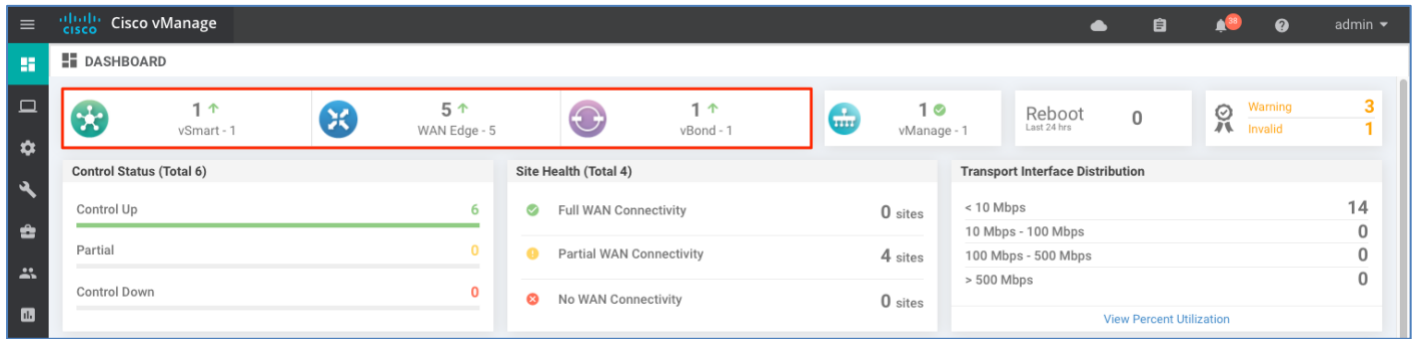 CISCO Cisco vManage 38 admin
DASHBOARD
1 5 1 1 Reboot 0 Warning 3
vSmart - 1 WAN Edge - 5 vBond - 1 vManage - 1 Last 24 hrs Invalid 1
Control Status (Total 6)
Control Up 6
Partial 0
Control Down 0
Site Health (Total 4)
Full WAN Connectivity 0 sites
Partial WAN Connectivity 4 sites
No WAN Connectivity 0 sites
Transport Interface Distribution
< 10 Mbps 14
10 Mbps - 100 Mbps 0
100 Mbps - 500 Mbps 0
> 500 Mbps 0
View Percent Utilization